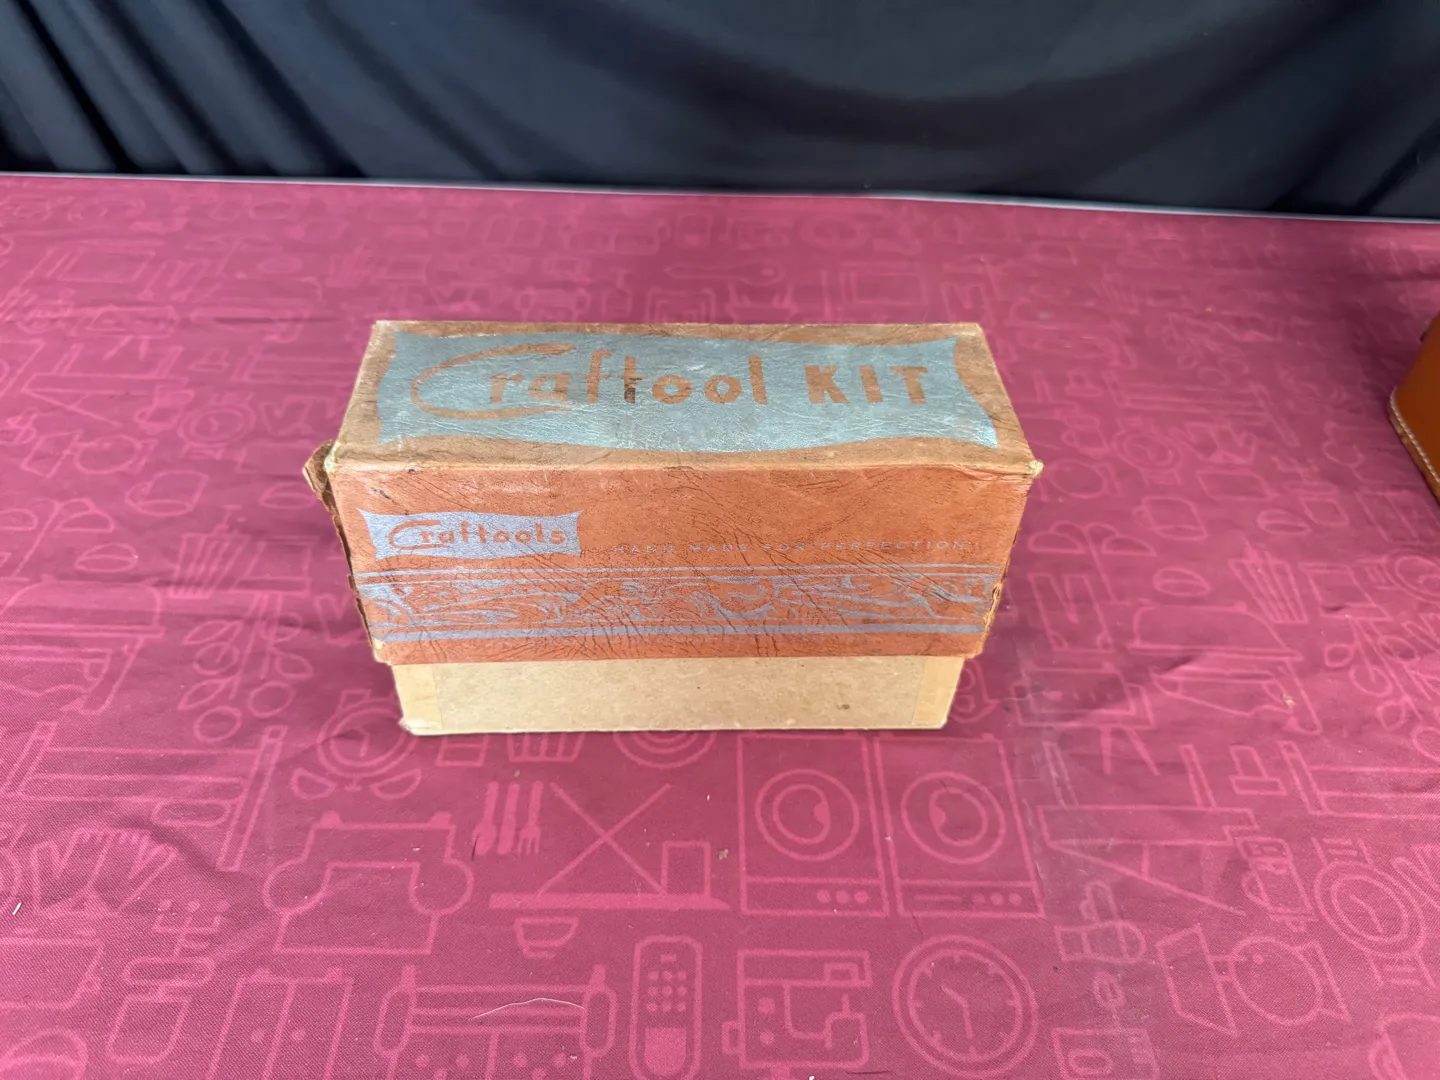 Craftool KIT
Craftools
HAND MADE FOR PERFECTION